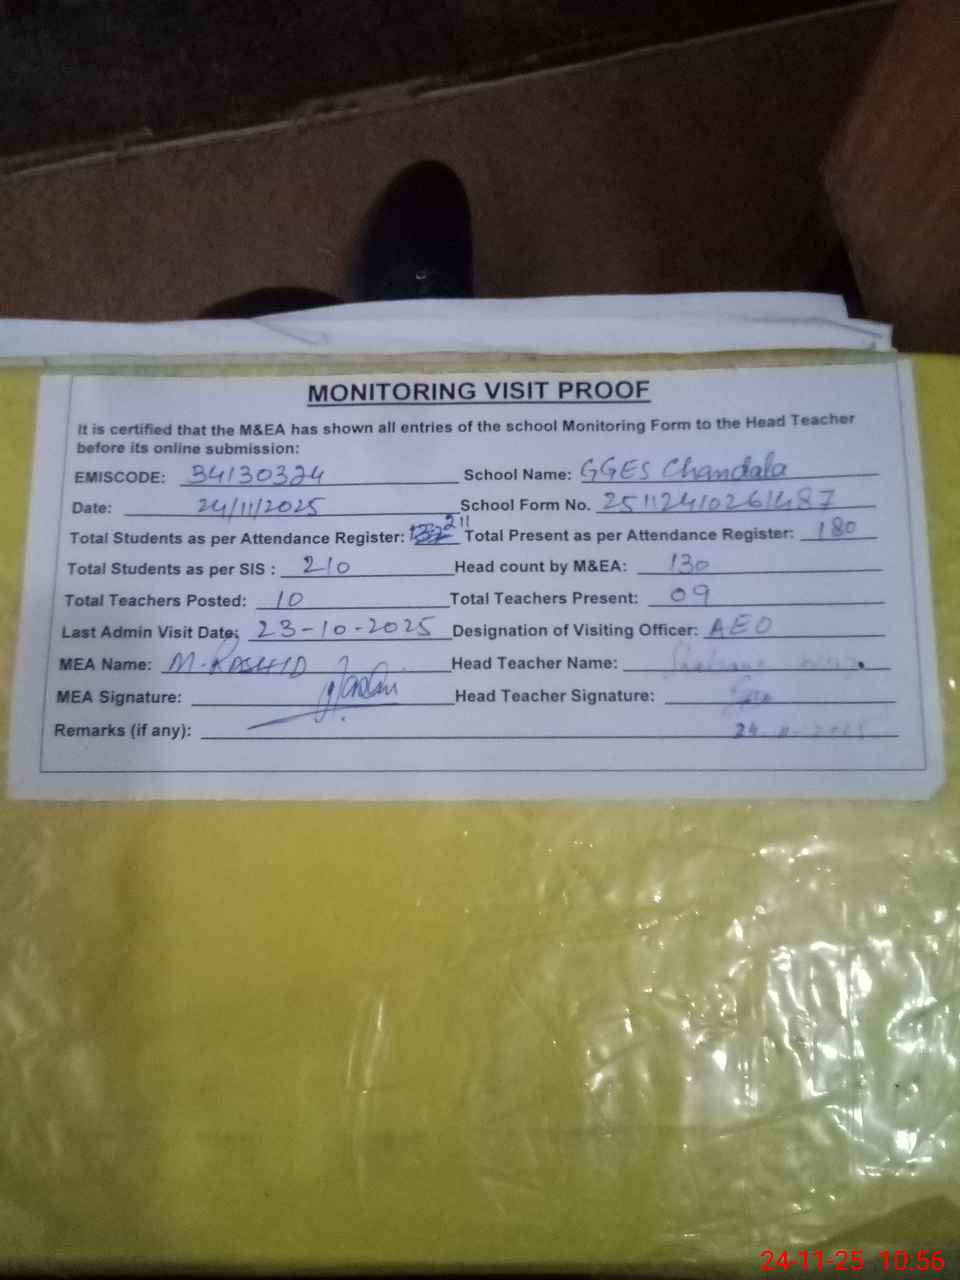 MONITORING VISIT PROOF
It is certified that the M&EA has shown all entries of the school Monitoring Form to the Head Teacher
before its online submission:
EMISCODE: 34130324 School Name: GGES Chandala
Date: 24/11/2025 School Form No. 25112410261487
Total Students as per Attendance Register: 211 Total Present as per Attendance Register: 180
Total Students as per SIS : 210 Head count by M&EA: 130
Total Teachers Posted: 10 Total Teachers Present: 09
Last Admin Visit Date: 23-10-2025 Designation of Visiting Officer: AEO
MEA Name: M. RASHID Head Teacher Name:
MEA Signature: Head Teacher Signature:
Remarks (if any): 24.11.2025
24-11-25 10:56